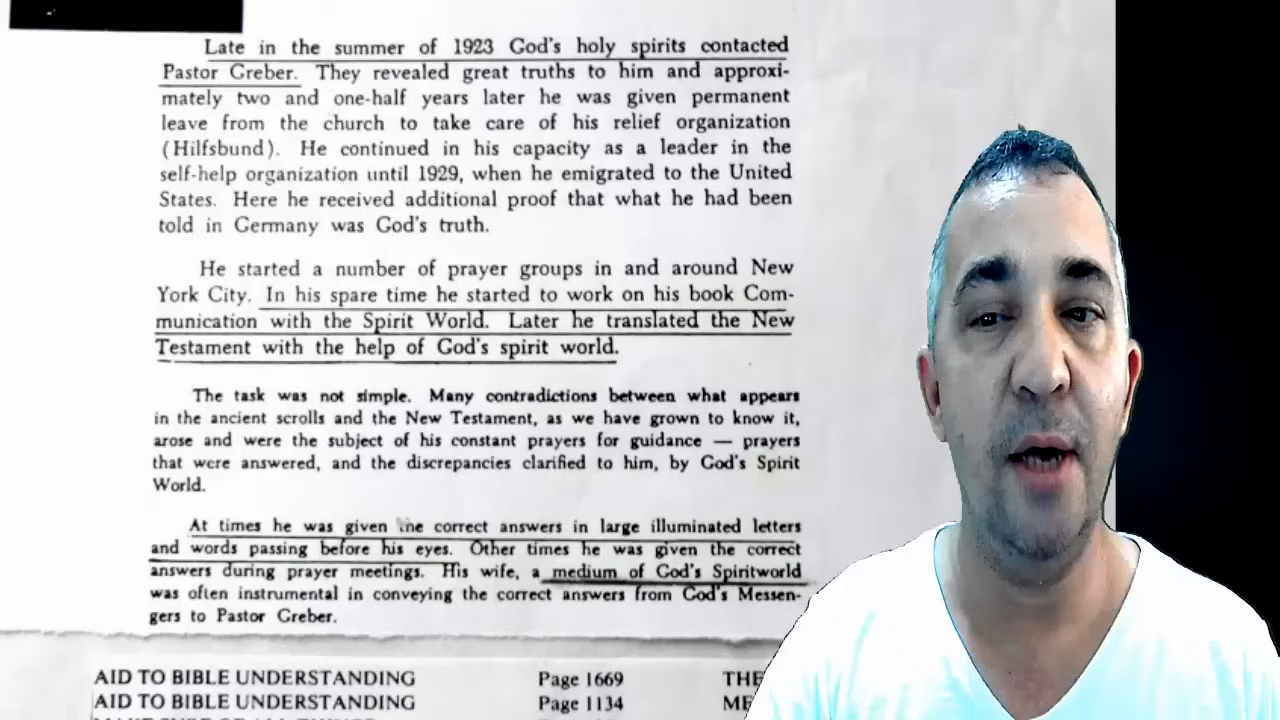 Late in the summer of 1923 God's holy spirits contacted
Pastor Greber. They revealed great truths to him and approxi-
mately two and one-half years later he was given permanent
leave from the church to take care of his relief organization
(Hilfsbund). He continued in his capacity as a leader in the
self-help organization until 1929, when he emigrated to the United
States. Here he received additional proof that what he had been
told in Germany was God's truth.
He started a number of prayer groups in and around New
York City. In his spare time he started to work on his book Com-
munication with the Spirit World. Later he translated the New
Testament with the help of God's spirit world.
The task was not simple. Many contradictions between what appears
in the ancient scrolls and the New Testament, as we have grown to know it,
arose and were the subject of his constant prayers for guidance — prayers
that were answered, and the discrepancies clarified to him, by God's Spirit
World.
At times he was given the correct answers in large illuminated letters
and words passing before his eyes. Other times he was given the correct
answers during prayer meetings. His wife, a medium of God's Spiritworld
was often instrumental in conveying the correct answers from God's Messen-
gers to Pastor Greber.
AID TO BIBLE UNDERSTANDING Page 1669 THE
AID TO BIBLE UNDERSTANDING Page 1134 ME